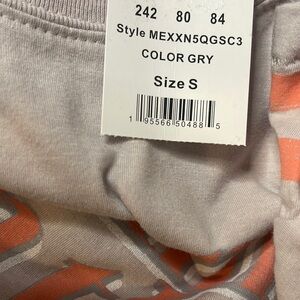 242 80 84
Style MEXXN5QGSC3
COLOR GRY
Size S
1 95566 50488 5